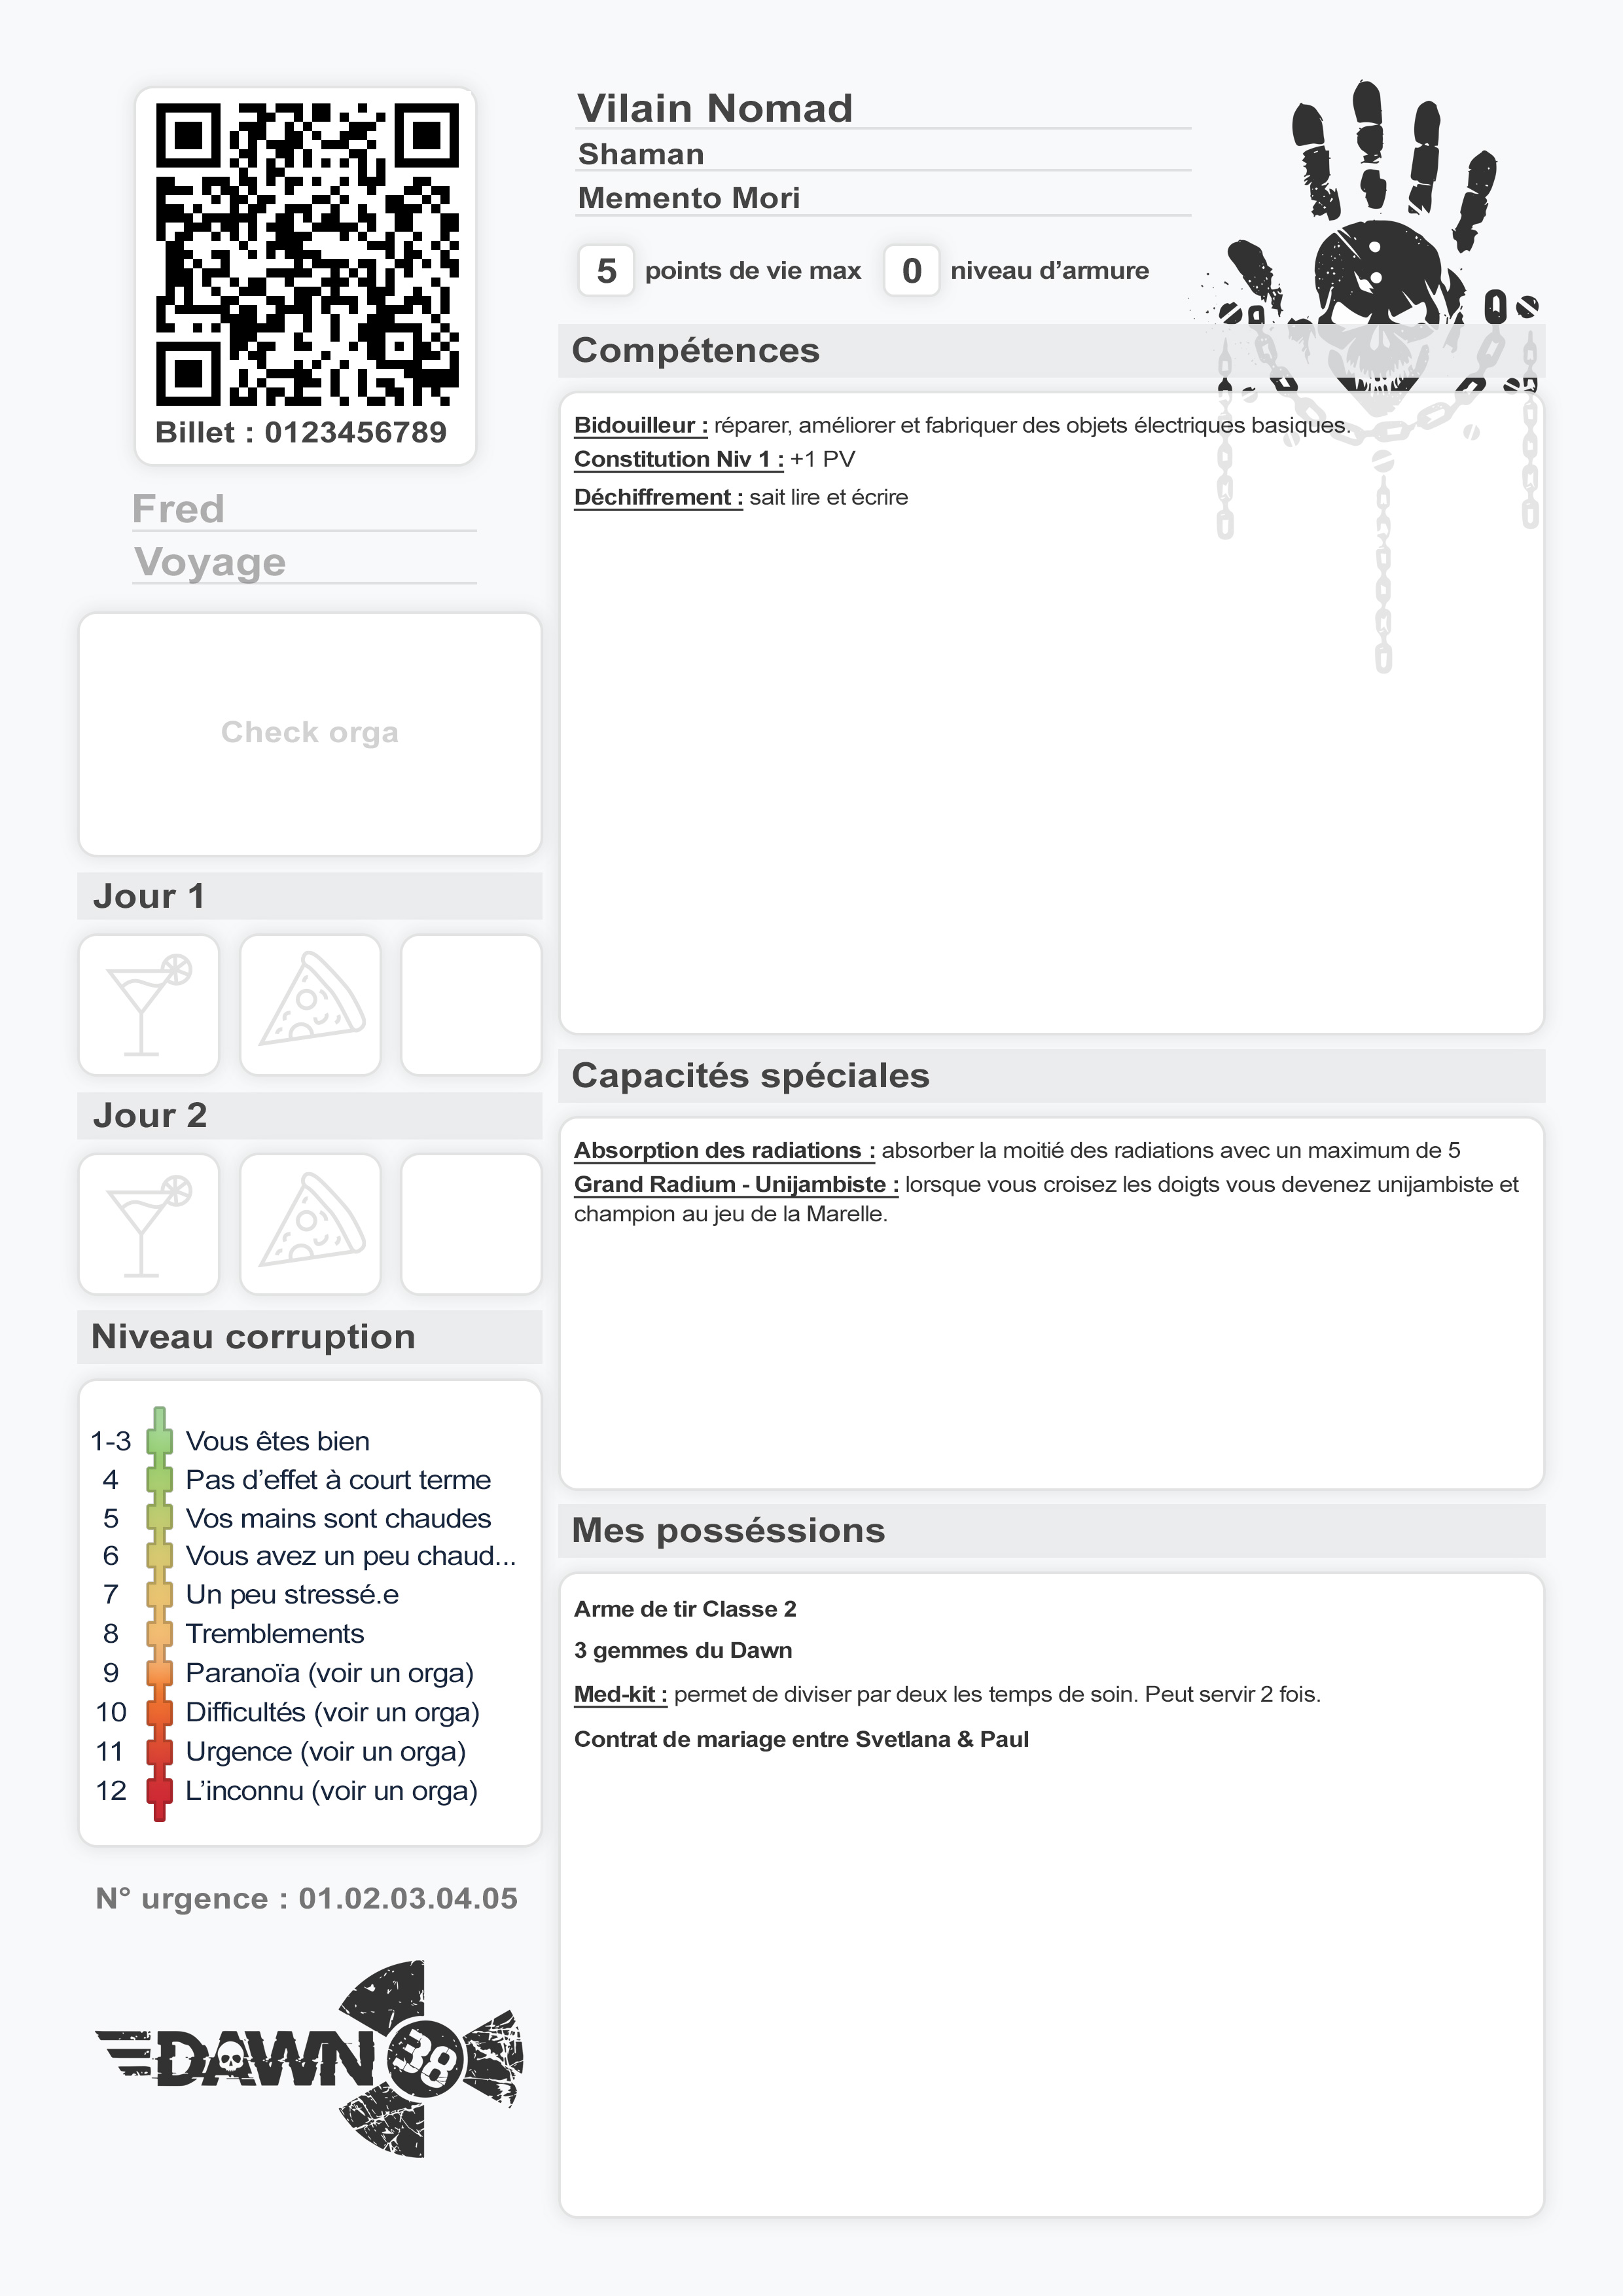 Vilain Nomad
Shaman
Memento Mori
5 points de vie max 0 niveau d’armure
Billet : 0123456789
Fred
Voyage
Check orga
Jour 1
Jour 2
Niveau corruption
1-3 Vous êtes bien
4 Pas d’effet à court terme
5 Vos mains sont chaudes
6 Vous avez un peu chaud...
7 Un peu stressé.e
8 Tremblements
9 Paranoïa (voir un orga)
10 Difficultés (voir un orga)
11 Urgence (voir un orga)
12 L’inconnu (voir un orga)
N° urgence : 01.02.03.04.05
DAWN 38
Compétences
Bidouilleur : réparer, améliorer et fabriquer des objets électriques basiques.
Constitution Niv 1 : +1 PV
Déchiffrement : sait lire et écrire
Capacités spéciales
Absorption des radiations : absorber la moitié des radiations avec un maximum de 5
Grand Radium - Unijambiste : lorsque vous croisez les doigts vous devenez unijambiste et
champion au jeu de la Marelle.
Mes posséssions
Arme de tir Classe 2
3 gemmes du Dawn
Med-kit : permet de diviser par deux les temps de soin. Peut servir 2 fois.
Contrat de mariage entre Svetlana & Paul